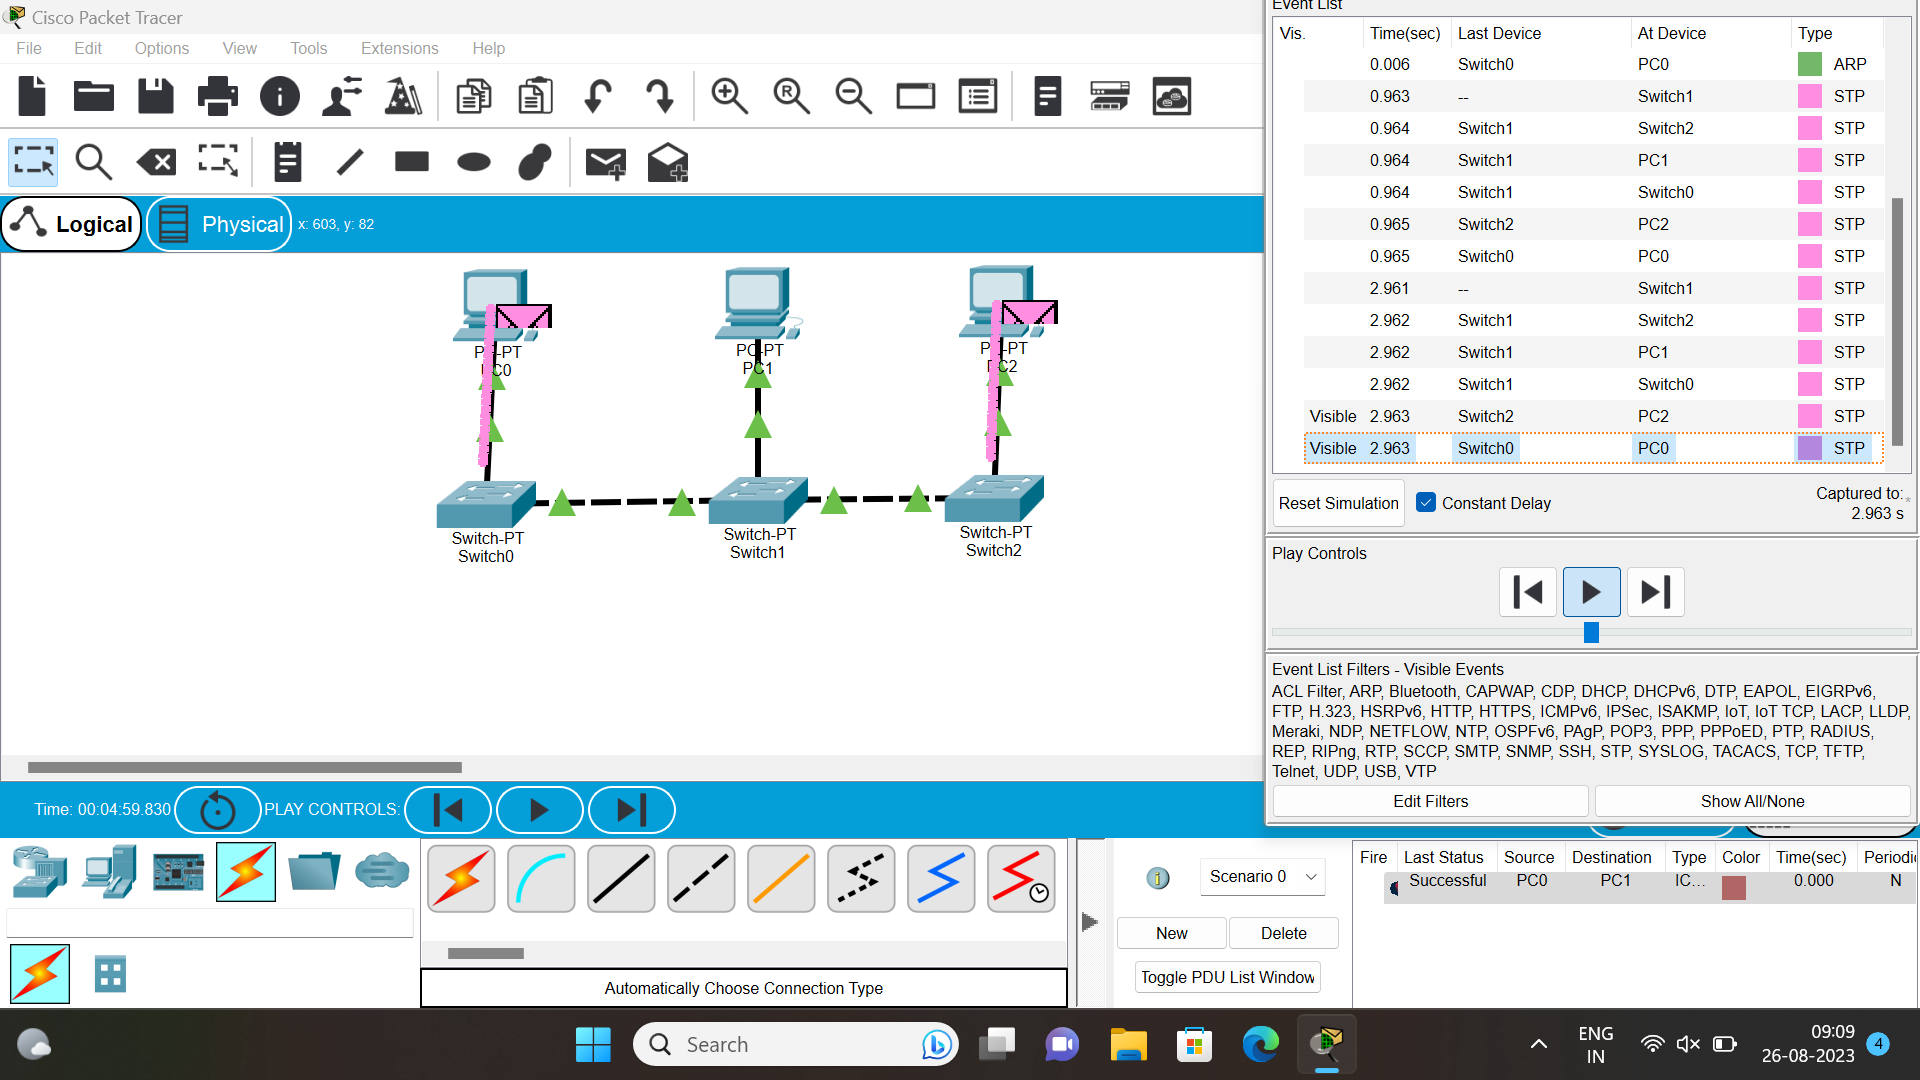 Cisco Packet Tracer
File Edit Options View Tools Extensions Help
Logical Physical x: 603, y: 82
PC-PT
PC0
PC-PT
PC1
PC-PT
PC2
Switch-PT
Switch0
Switch-PT
Switch1
Switch-PT
Switch2
Event List
Vis. Time(sec) Last Device At Device Type
0.006 Switch0 PC0 ARP
0.963 -- Switch1 STP
0.964 Switch1 Switch2 STP
0.964 Switch1 PC1 STP
0.964 Switch1 Switch0 STP
0.965 Switch2 PC2 STP
0.965 Switch0 PC0 STP
2.961 -- Switch1 STP
2.962 Switch1 Switch2 STP
2.962 Switch1 PC1 STP
2.962 Switch1 Switch0 STP
Visible 2.963 Switch2 PC2 STP
Visible 2.963 Switch0 PC0 STP
Reset Simulation Constant Delay Captured to: *
2.963 s
Play Controls
Event List Filters - Visible Events
ACL Filter, ARP, Bluetooth, CAPWAP, CDP, DHCP, DHCPv6, DTP, EAPOL, EIGRPv6,
FTP, H.323, HSRPv6, HTTP, HTTPS, ICMPv6, IPSec, ISAKMP, IoT, IoT TCP, LACP, LLDP,
Meraki, NDP, NETFLOW, NTP, OSPFv6, PAgP, POP3, PPP, PPPoED, PTP, RADIUS,
REP, RIPng, RTP, SCCP, SMTP, SNMP, SSH, STP, SYSLOG, TACACS, TCP, TFTP,
Telnet, UDP, USB, VTP
Edit Filters Show All/None
Time: 00:04:59.830 PLAY CONTROLS:
Automatically Choose Connection Type
Scenario 0
New Delete
Toggle PDU List Window
Fire Last Status Source Destination Type Color Time(sec) Periodic
Successful PC0 PC1 IC... 0.000 N
Search
ENG
IN
09:09
26-08-2023
4